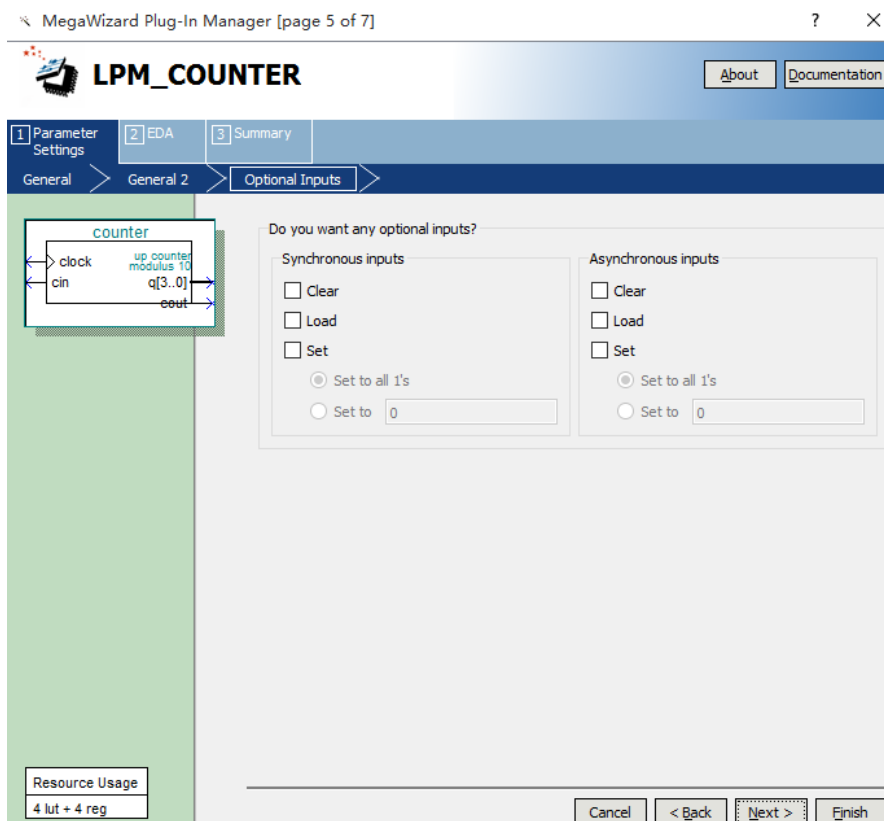 MegaWizard Plug-In Manager [page 5 of 7]
?
LPM_COUNTER
About
Documentation
1 Parameter Settings
2 EDA
3 Summary
General
General 2
Optional Inputs
counter
clock
cin
up counter
modulus 10
q[3..0]
cout
Do you want any optional inputs?
Synchronous inputs
Clear
Load
Set
Set to all 1's
Set to 0
Asynchronous inputs
Clear
Load
Set
Set to all 1's
Set to 0
Resource Usage
4 lut + 4 reg
Cancel
< Back
Next >
Finish